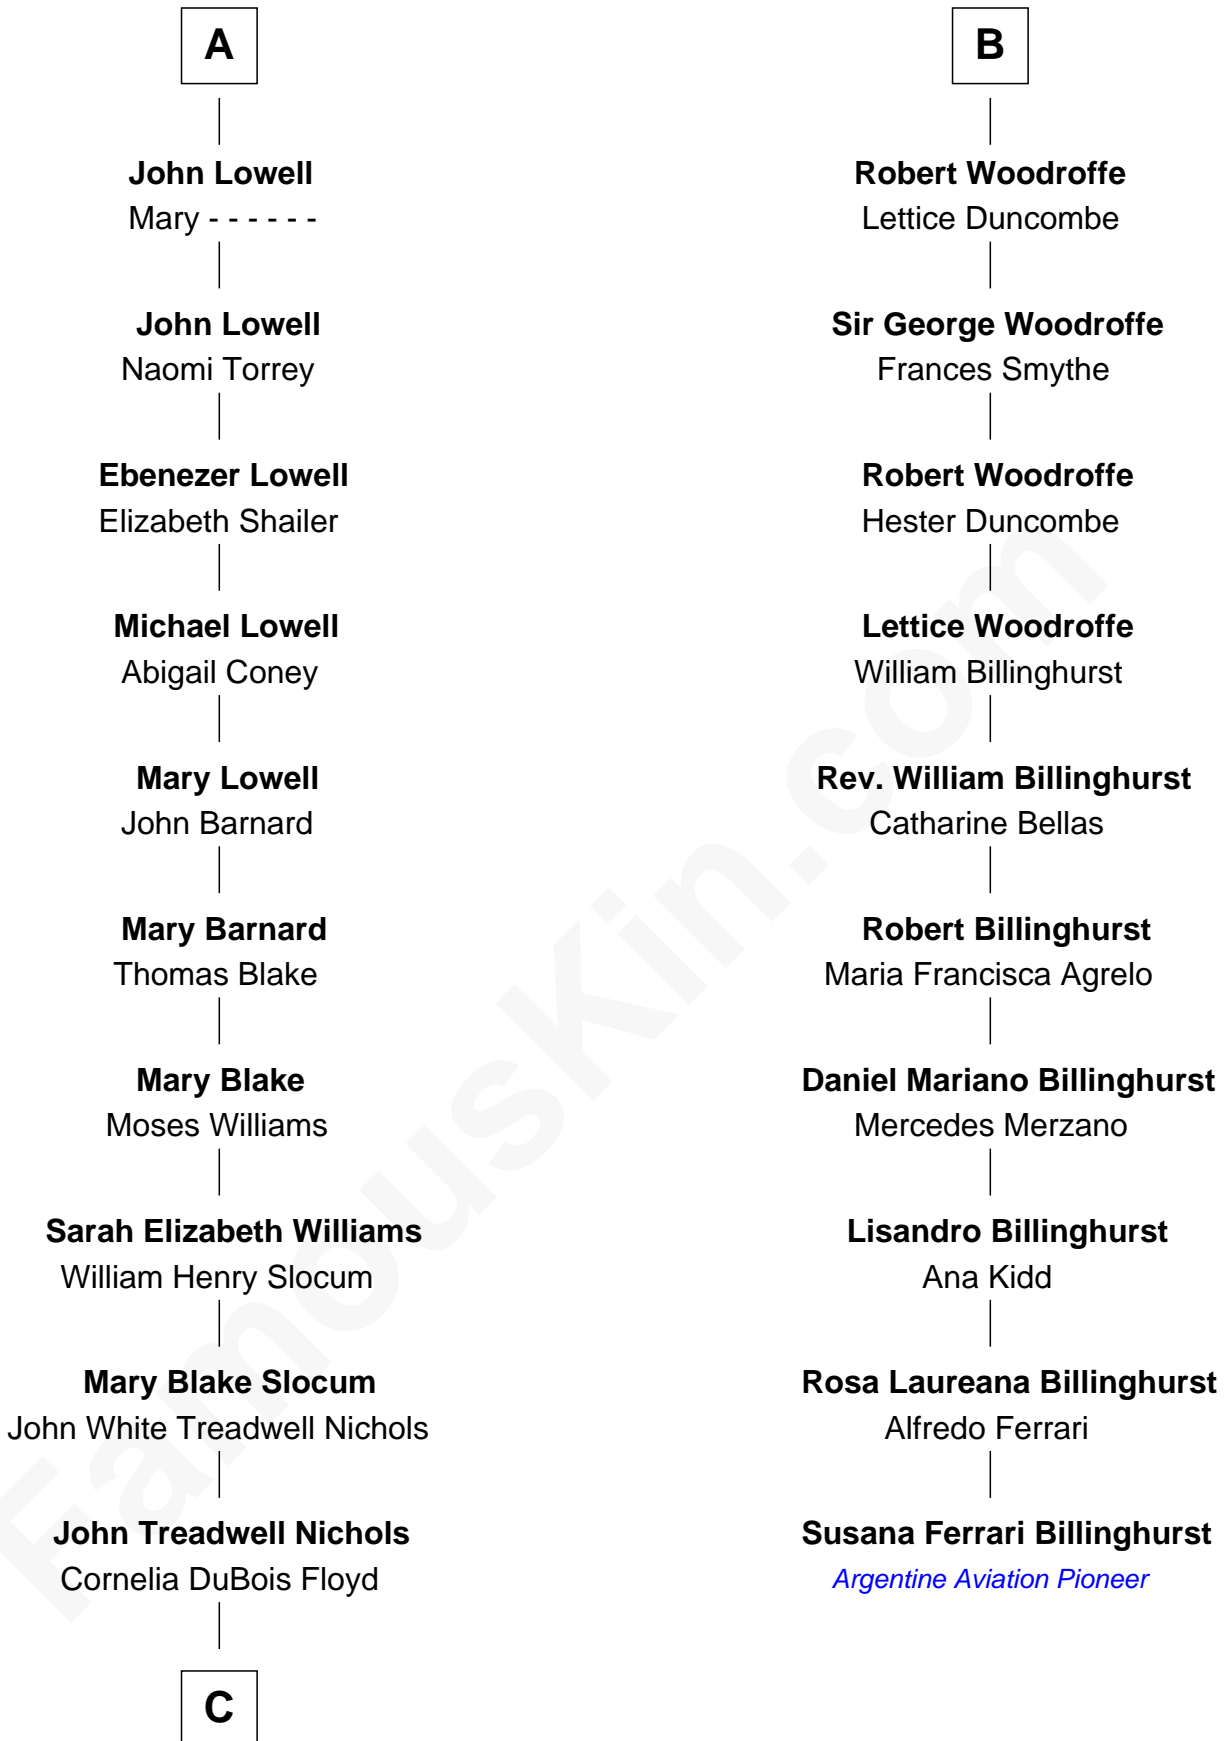 A
John Lowell
Mary - - - - - -
John Lowell
Naomi Torrey
Ebenezer Lowell
Elizabeth Shailer
Michael Lowell
Abigail Coney
Mary Lowell
John Barnard
Mary Barnard
Thomas Blake
Mary Blake
Moses Williams
Sarah Elizabeth Williams
William Henry Slocum
Mary Blake Slocum
John White Treadwell Nichols
John Treadwell Nichols
Cornelia DuBois Floyd
C
B
Robert Woodroffe
Lettice Duncombe
Sir George Woodroffe
Frances Smythe
Robert Woodroffe
Hester Duncombe
Lettice Woodroffe
William Billinghurst
Rev. William Billinghurst
Catharine Bellas
Robert Billinghurst
Maria Francisca Agrelo
Daniel Mariano Billinghurst
Mercedes Merzano
Lisandro Billinghurst
Ana Kidd
Rosa Laureana Billinghurst
Alfredo Ferrari
Susana Ferrari Billinghurst
Argentine Aviation Pioneer
FamousKin.com